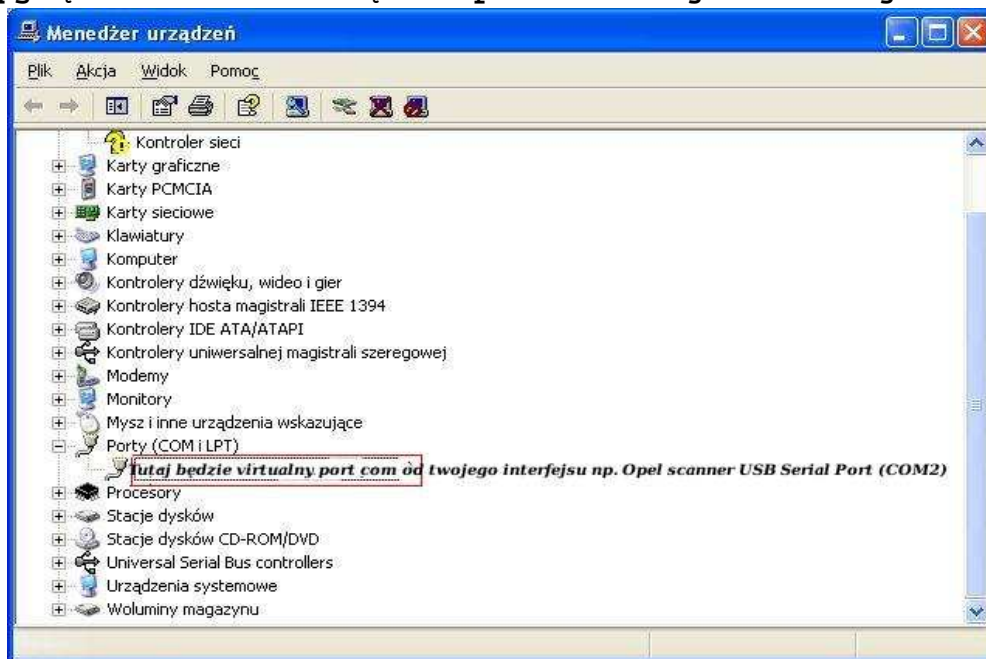 Menedżer urządzeń
Plik Akcja Widok Pomoc
Kontroler sieci
Karty graficzne
Karty PCMCIA
Karty sieciowe
Klawiatury
Komputer
Kontrolery dźwięku, wideo i gier
Kontrolery hosta magistrali IEEE 1394
Kontrolery IDE ATA/ATAPI
Kontrolery uniwersalnej magistrali szeregowej
Modemy
Monitory
Mysz i inne urządzenia wskazujące
Porty (COM i LPT)
Tutaj będzie virtualny port com od twojego interfejsu np. Opel scanner USB Serial Port (COM2)
Procesory
Stacje dysków
Stacje dysków CD-ROM/DVD
Universal Serial Bus controllers
Urządzenia systemowe
Woluminy magazynu